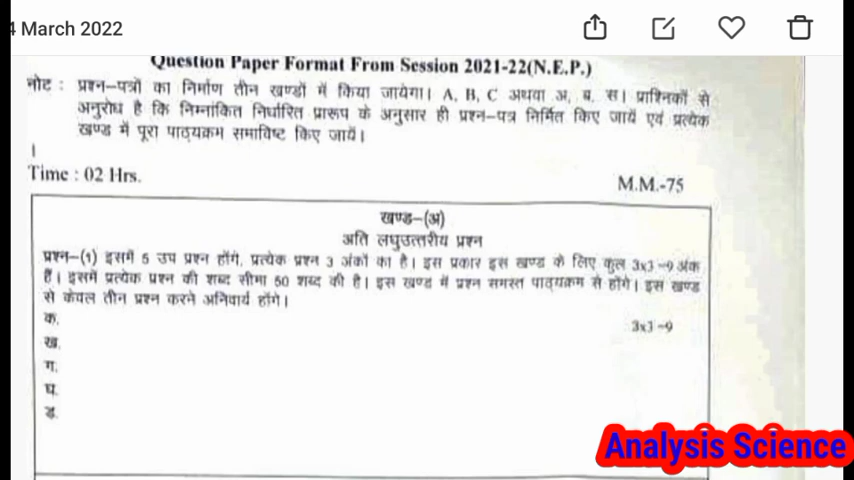 4 March 2022
Question Paper Format From Session 2021-22(N.E.P.)
नोट : प्रश्न-पत्रों का निर्माण तीन खण्डों में किया जायेगा। A, B, C अथवा अ, ब, स। प्राश्निकों से
अनुरोध है कि निम्नांकित निर्धारित प्रारूप के अनुसार ही प्रश्न-पत्र निर्मित किए जायें एवं प्रत्येक
खण्ड में पूरा पाठ्यक्रम समाविष्ट किए जायें।
Time : 02 Hrs.
M.M.-75
खण्ड-(अ)
अति लघुउत्तरीय प्रश्न
प्रश्न-(1) इसमें 5 उप प्रश्न होंगे, प्रत्येक प्रश्न 3 अंकों का है। इस प्रकार इस खण्ड के लिए कुल 3x3=9 अंक
हैं। इसमें प्रत्येक प्रश्न की शब्द सीमा 50 शब्द की है। इस खण्ड में प्रश्न समस्त पाठ्यक्रम से होंगे। इस खण्ड
से केवल तीन प्रश्न करने अनिवार्य होंगे।
क.
3x3=9
ख.
ग.
घ.
ड.
Analysis Science